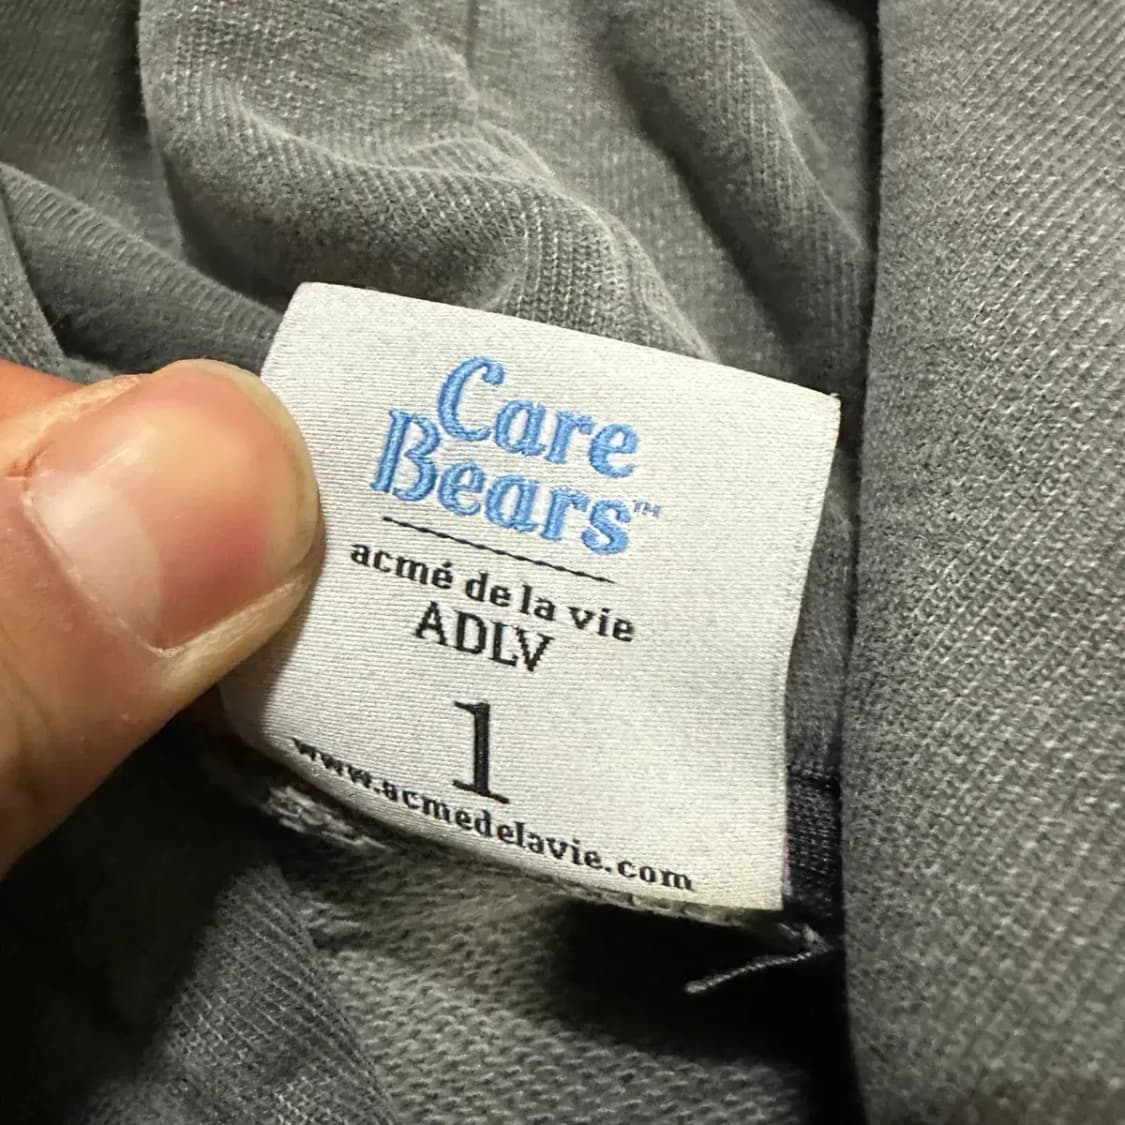 Care
Bears™
acmé de la vie
ADLV
1
www.acmedelavie.com